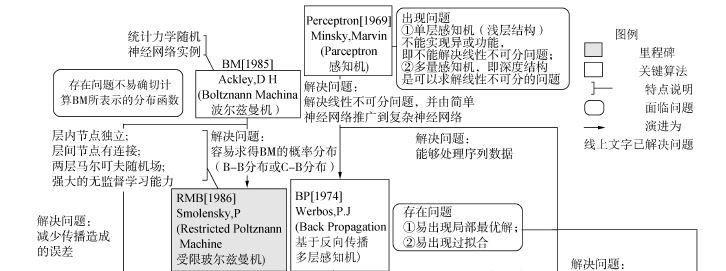 统计力学随机
神经网络实例
BM[1985]
Ackley,D H
(Boltznann Machina
波尔兹曼机）
存在问题不易确切计
算BM所表示的分布函数
Perceptron[1969]
Minsky,Marvin
(Parceptron
感知机)
出现问题
①单层感知机（浅层结构）
不能实现异或功能，
即不能解决线性不可分问题；
②多量感知机，即深度结构
是可以求解线性不可分的问题
图例
里程碑
关键算法
特点说明
面临问题
演进为
线上文字已解决问题
解决问题：
解决线性不可分问题，并由简单
神经网络推广到复杂神经网络
层内节点独立；
层间节点有连接；
两层马尔可夫随机场；
强大的无监督学习能力
解决问题：
容易求得BM的概率分布
（B-B分布或C-B分布）
解决问题：
能够处理序列数据
RMB[1986]
Smolensky,P
(Restricted Poltznann
Machine
受限玻尔兹曼机)
BP[1974]
Werbos,P.J
(Back Propagation
基于反向传播
多层感知机)
存在问题
①易出现局部最优解；
②易出现过拟合
解决问题：
减少传播造成
的误差
解决问题：